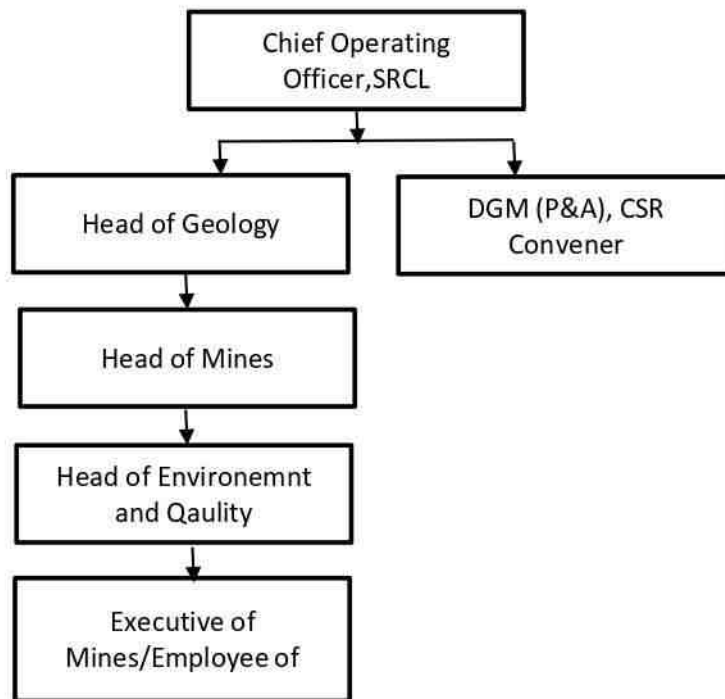 Chief Operating
Officer,SRCL
Head of Geology
DGM (P&A), CSR
Convener
Head of Mines
Head of Environemnt
and Qaulity
Executive of
Mines/Employee of